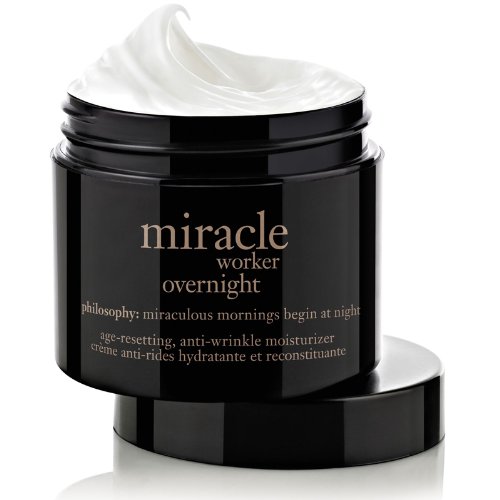 miracle
worker
overnight
philosophy: miraculous mornings begin at night
age-resetting, anti-wrinkle moisturizer
crème anti-rides hydratante et reconstituante